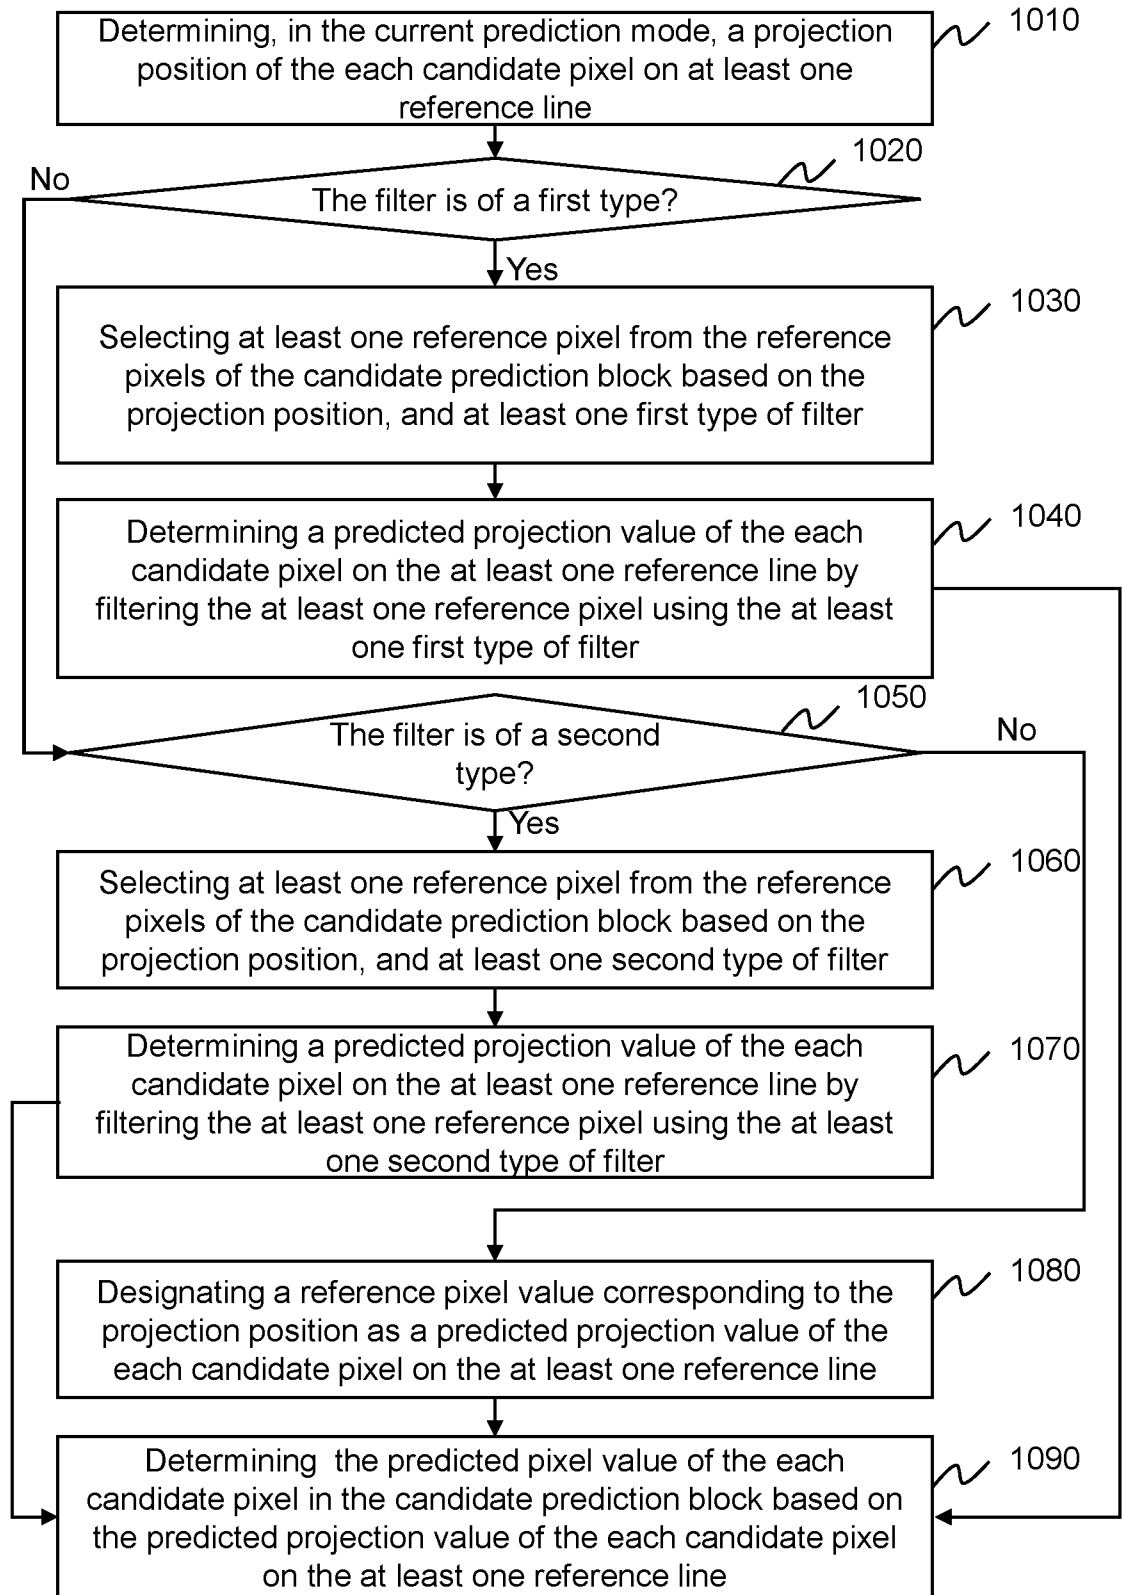 Determining, in the current prediction mode, a projection
position of the each candidate pixel on at least one
reference line
1010
1020
No
The filter is of a first type?
Yes
1030
Selecting at least one reference pixel from the reference
pixels of the candidate prediction block based on the
projection position, and at least one first type of filter
1040
Determining a predicted projection value of the each
candidate pixel on the at least one reference line by
filtering the at least one reference pixel using the at least
one first type of filter
1050
The filter is of a second
type?
No
Yes
1060
Selecting at least one reference pixel from the reference
pixels of the candidate prediction block based on the
projection position, and at least one second type of filter
1070
Determining a predicted projection value of the each
candidate pixel on the at least one reference line by
filtering the at least one reference pixel using the at least
one second type of filter
1080
Designating a reference pixel value corresponding to the
projection position as a predicted projection value of the
each candidate pixel on the at least one reference line
1090
Determining the predicted pixel value of the each
candidate pixel in the candidate prediction block based on
the predicted projection value of the each candidate pixel
on the at least one reference line